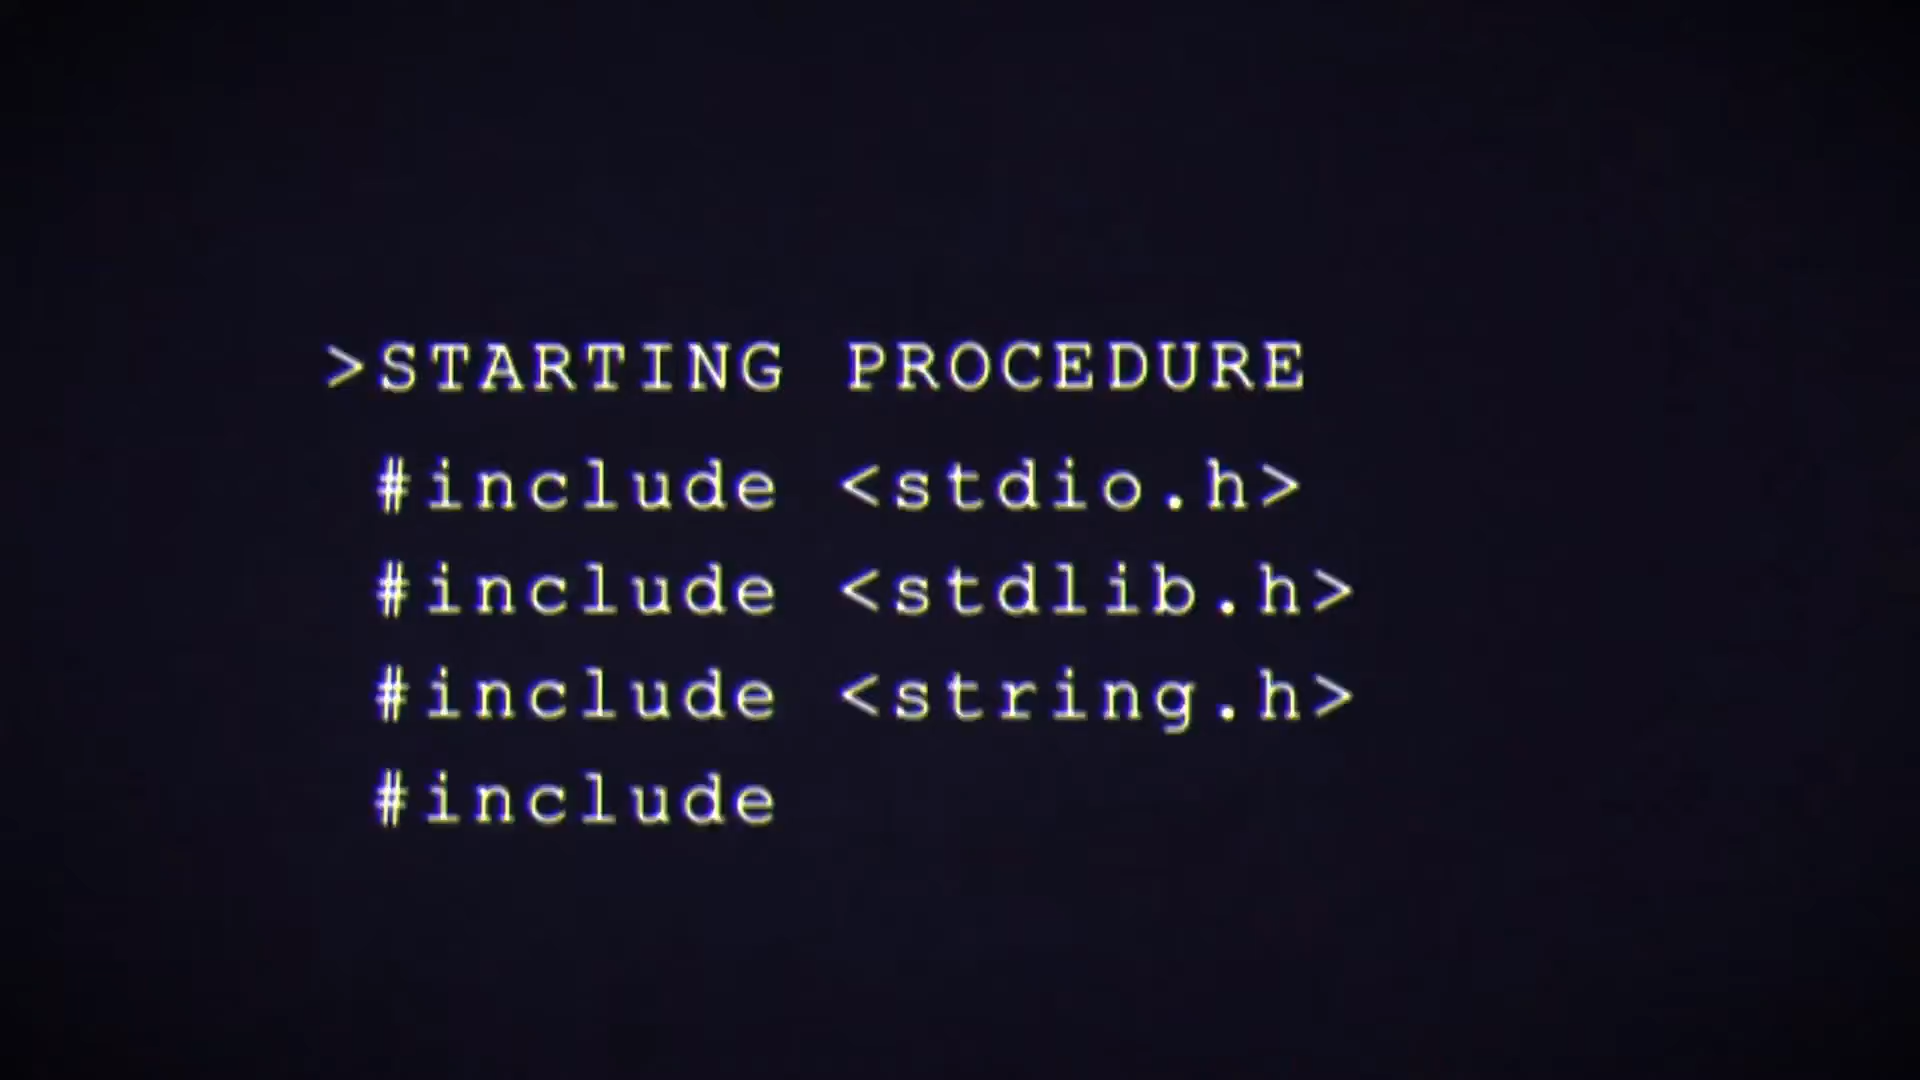 >STARTING PROCEDURE
#include <stdio.h>
#include <stdlib.h>
#include <string.h>
#include